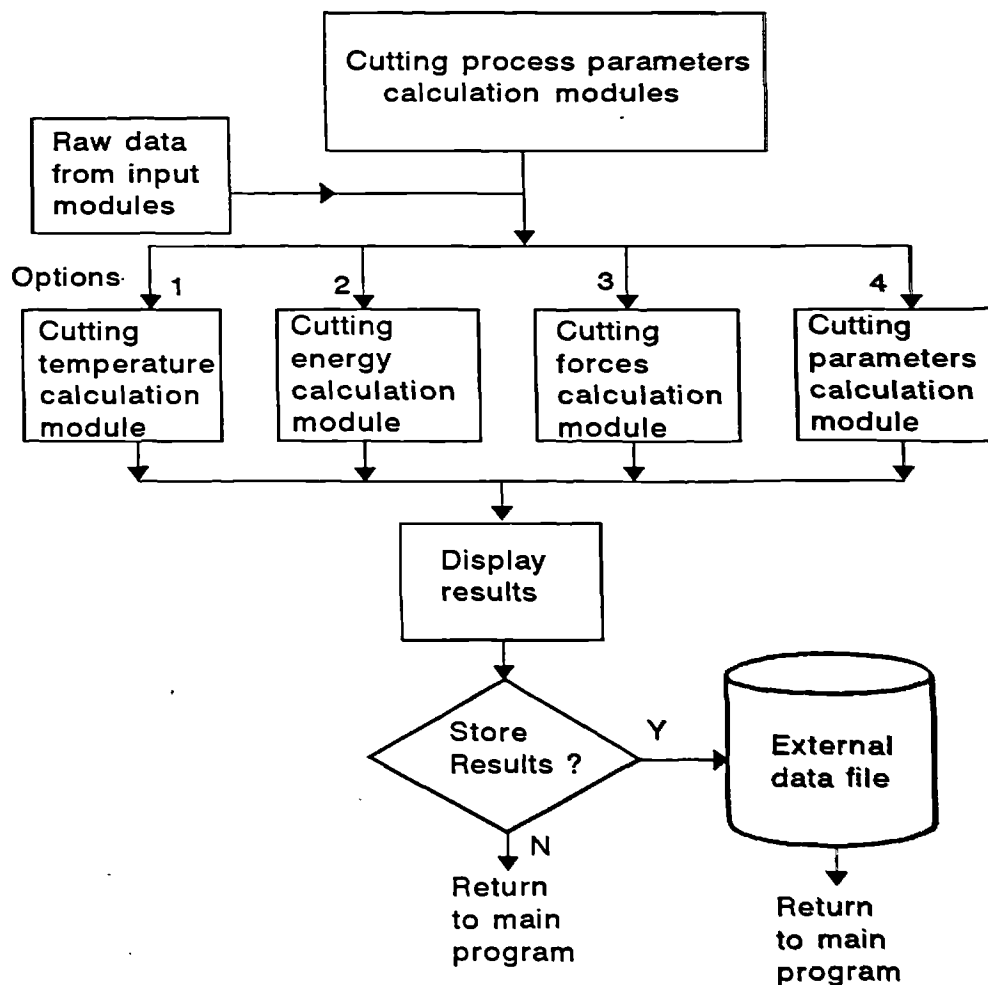 Cutting process parameters
calculation modules
Raw data
from input
modules
Options
1
2
3
4
Cutting
temperature
calculation
module
Cutting
energy
calculation
module
Cutting
forces
calculation
module
Cutting
parameters
calculation
module
Display
results
Store
Results ?
Y
N
External
data file
Return
to main
program
Return
to main
program